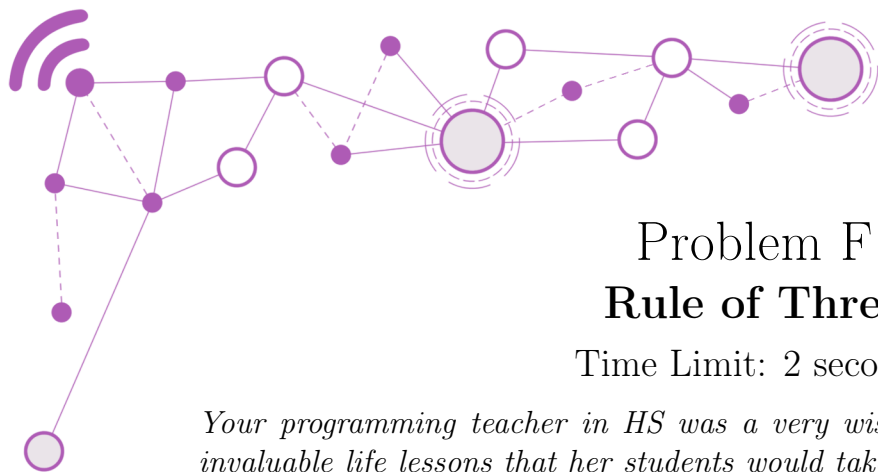 Problem F
Rule of Thre
Time Limit: 2 seco
Your programming teacher in HS was a very wis
invaluable life lessons that her students would tak